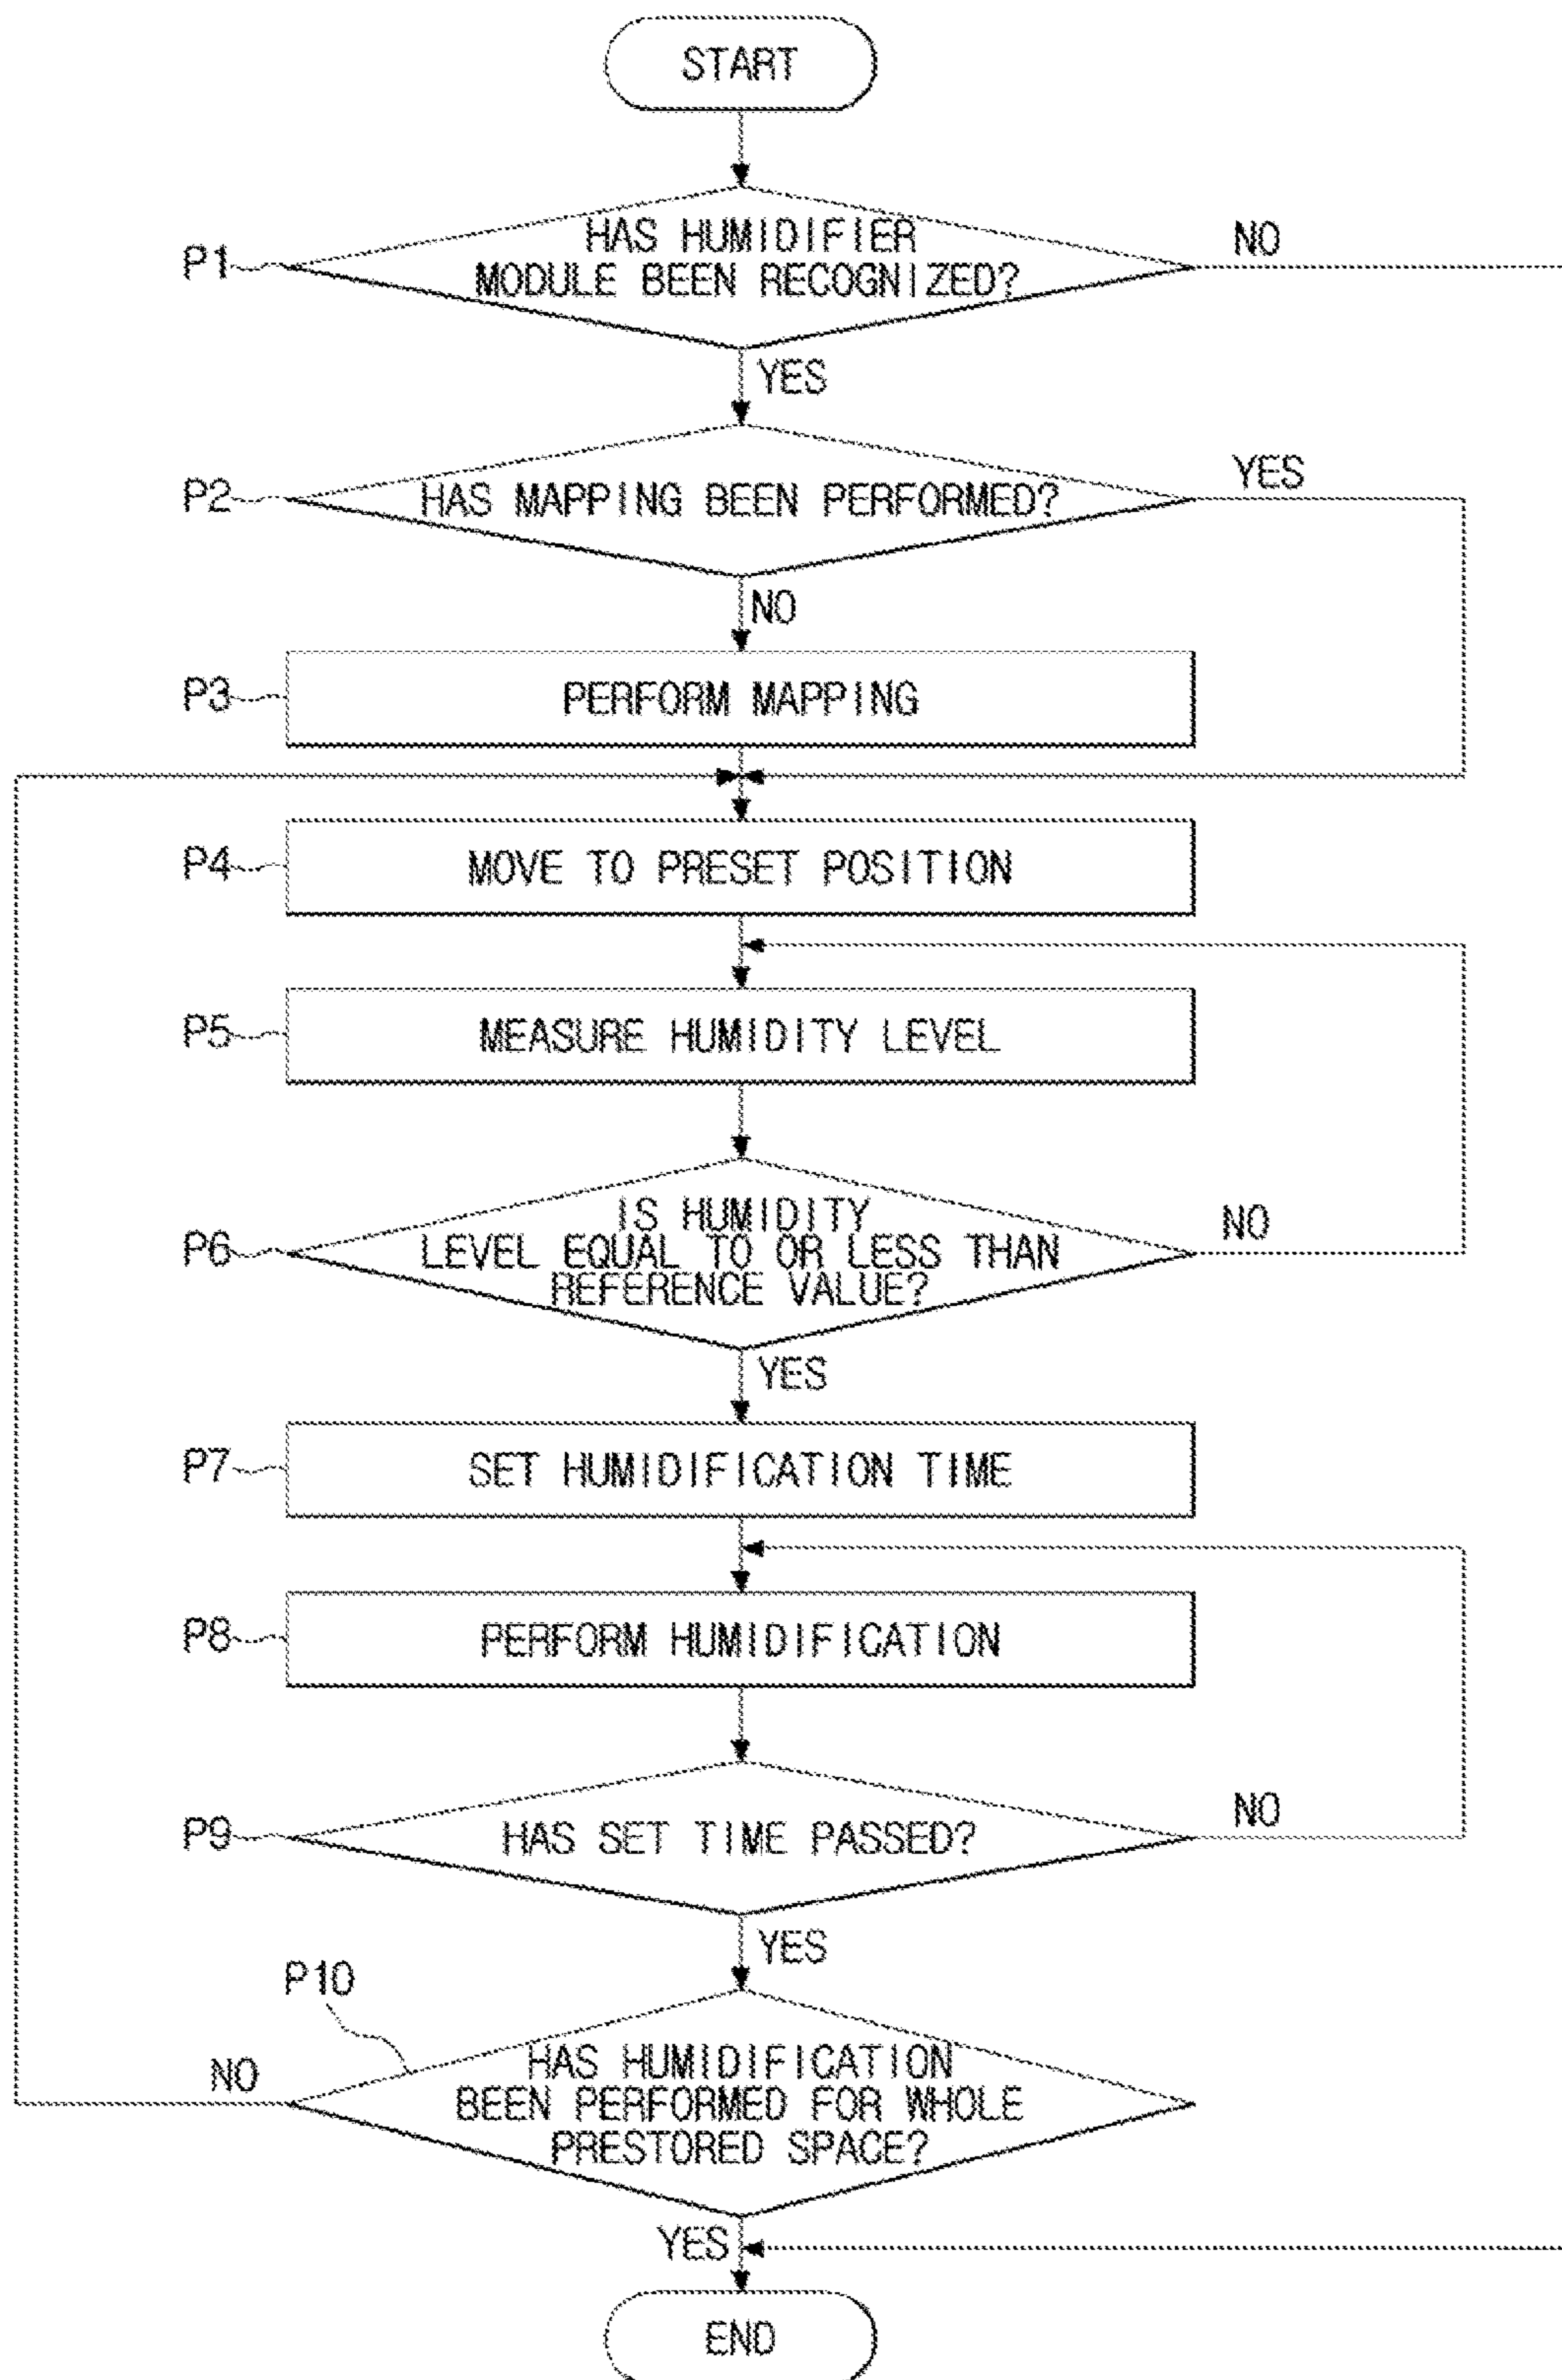 START
P1
HAS HUMIDIFIER
MODULE BEEN RECOGNIZED?
NO
YES
P2
HAS MAPPING BEEN PERFORMED?
YES
NO
P3
PERFORM MAPPING
P4
MOVE TO PRESET POSITION
P5
MEASURE HUMIDITY LEVEL
P6
IS HUMIDITY
LEVEL EQUAL TO OR LESS THAN
REFERENCE VALUE?
NO
YES
P7
SET HUMIDIFICATION TIME
P8
PERFORM HUMIDIFICATION
P9
HAS SET TIME PASSED?
NO
YES
P10
HAS HUMIDIFICATION
BEEN PERFORMED FOR WHOLE
PRESTORED SPACE?
NO
YES
END